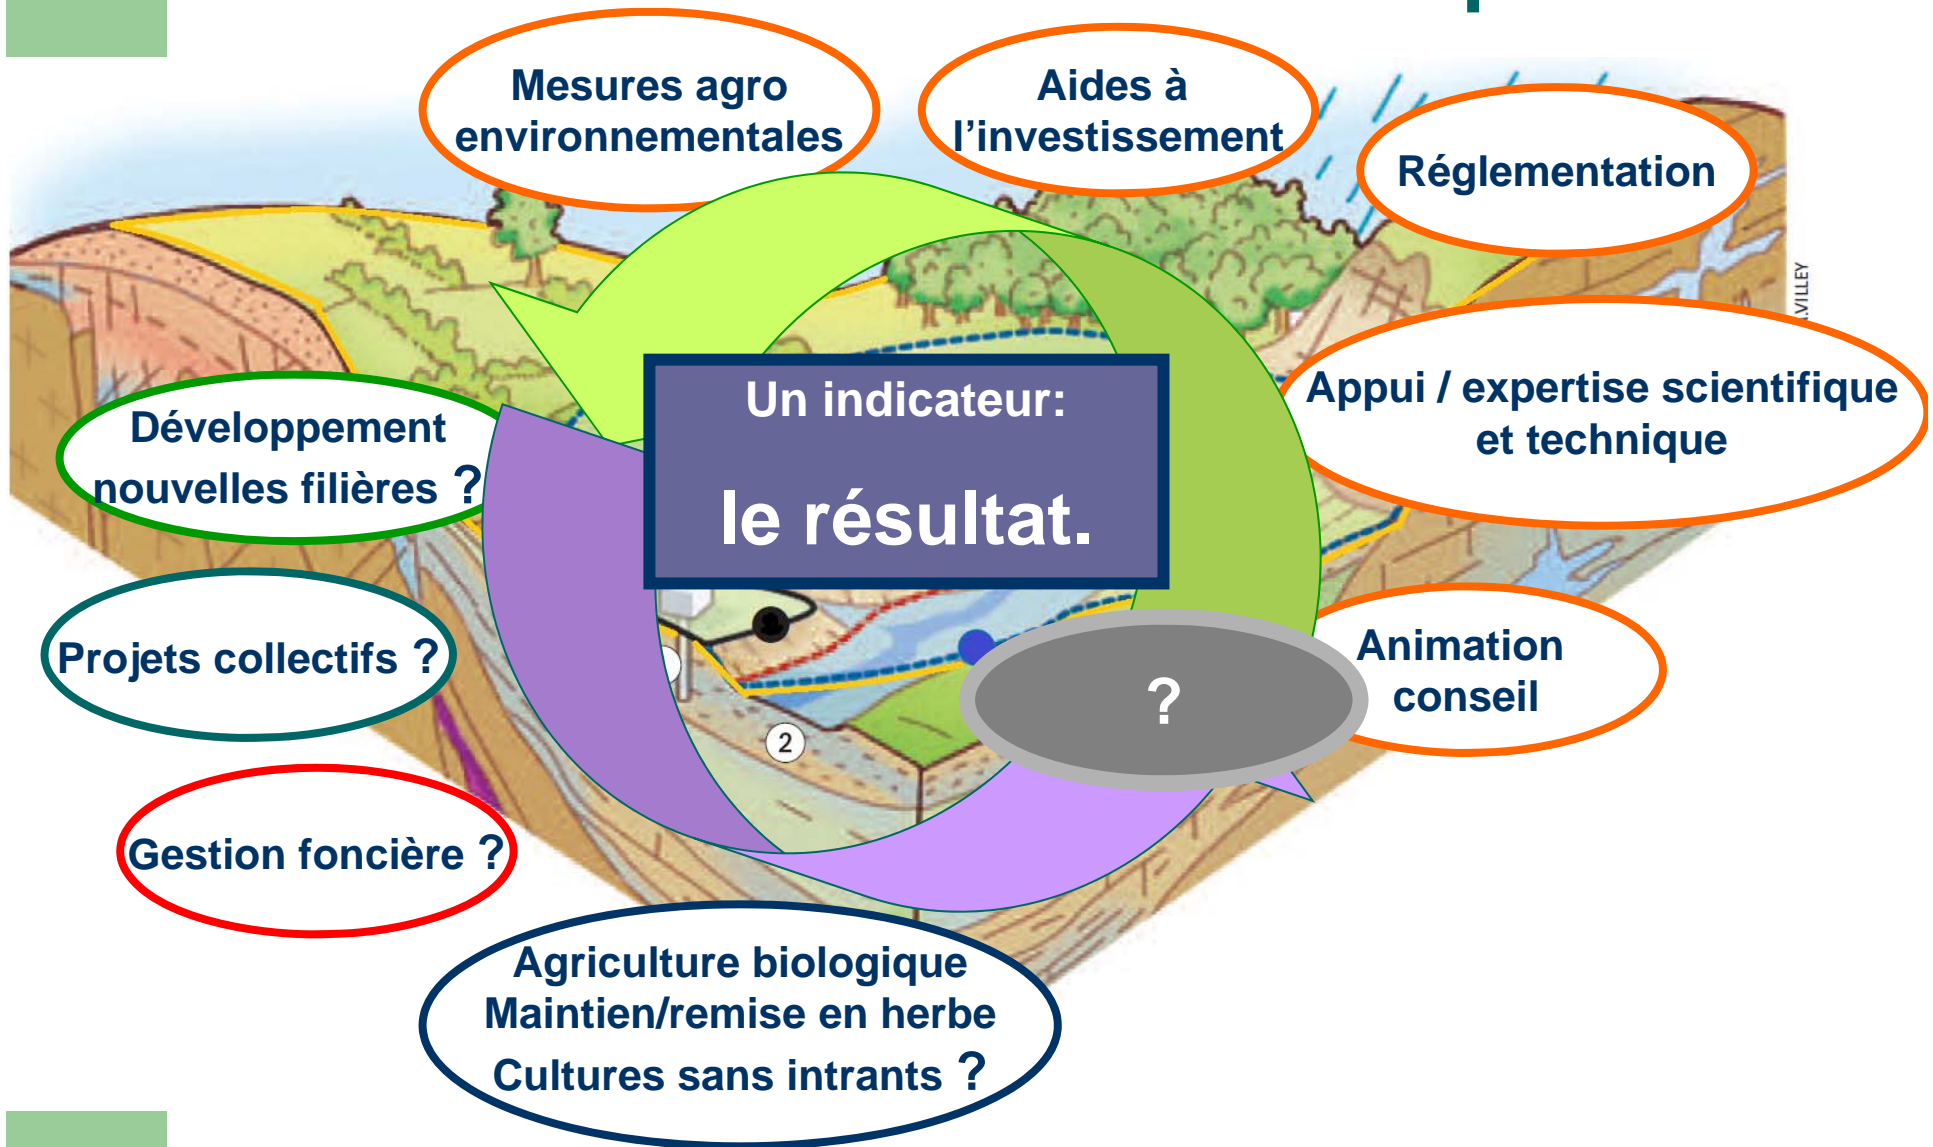 Mesures agro
environnementales
Aides à
l'investissement
Réglementation
.VILLEY
Appui / expertise scientifique
et technique
Un indicateur:
le résultat.
Développement
nouvelles filières ?
Projets collectifs ?
Animation
conseil
?
2
Gestion foncière ?
Agriculture biologique
Maintien/remise en herbe
Cultures sans intrants ?